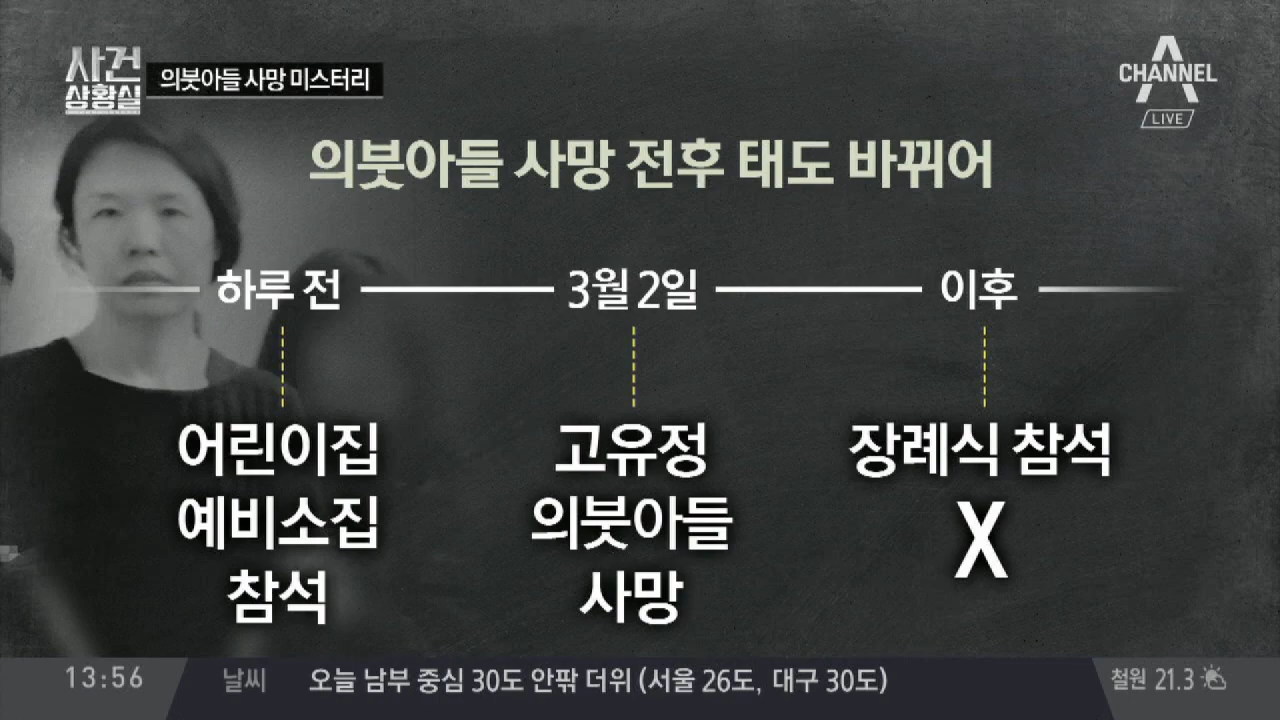 사건
상황실
의붓아들 사망 미스터리
CHANNEL
A
LIVE
의붓아들 사망 전후 태도 바뀌어
하루 전
3월 2일
이후
어린이집
예비소집
참석
고유정
의붓아들
사망
장례식 참석
X
13:56
날씨
오늘 남부 중심 30도 안팎 더위 (서울 26도, 대구 30도)
철원 21.3